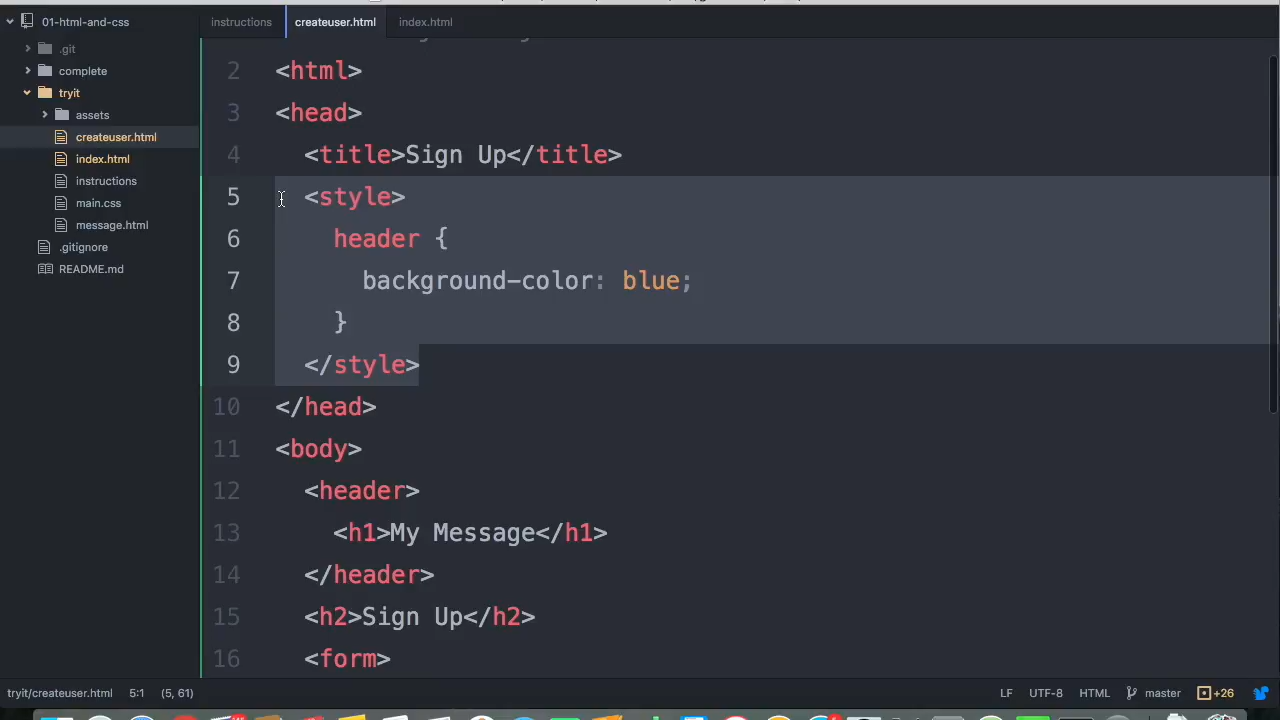 01-html-and-css
instructions
createuser.html
index.html
.git
complete
tryit
assets
createuser.html
index.html
instructions
main.css
message.html
.gitignore
README.md
2 <html>
3 <head>
4 <title>Sign Up</title>
5 <style>
6 header {
7 background-color: blue;
8 }
9 </style>
10 </head>
11 <body>
12 <header>
13 <h1>My Message</h1>
14 </header>
15 <h2>Sign Up</h2>
16 <form>
tryit/createuser.html 5:1 (5, 61) LF UTF-8 HTML master +26